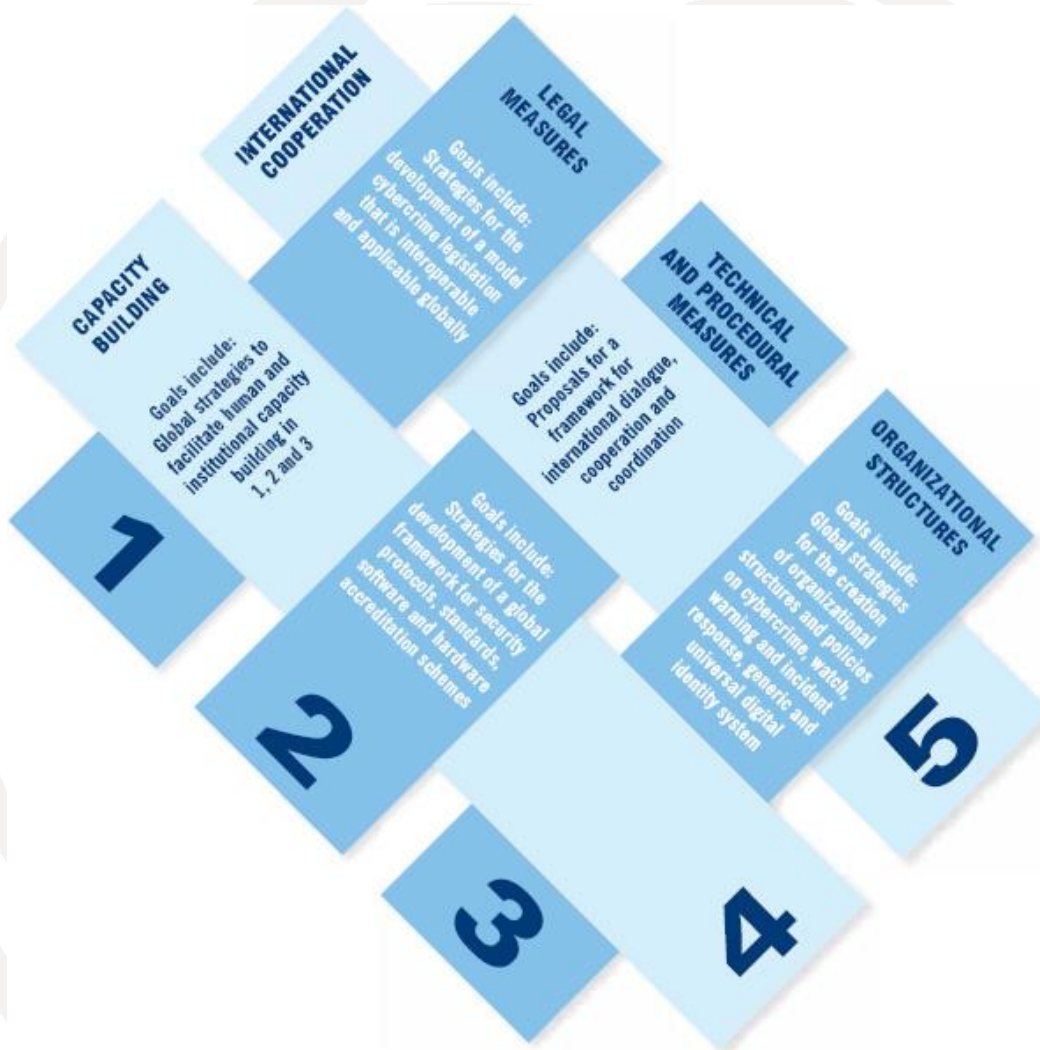 INTERNATIONAL
COOPERATION
LEGAL
MEASURES
Goals include:
Strategies for the
development of a model
cybercrime legislation
that is interoperable
and applicable globally
CAPACITY
BUILDING
Goals include:
Global strategies to
facilitate human and
institutional capacity
building in
1, 2 and 3
TECHNICAL
AND PROCEDURAL
MEASURES
Goals include:
Proposals for a
framework for
international dialogue,
cooperation and
coordination
ORGANIZATIONAL
STRUCTURES
Goals include:
Global strategies
for the creation
of organizational
structures and policies
on cybercrime, watch,
warning and incident
response, generic and
universal digital
identity system
Goals include:
Strategies for the
development of a global
framework for security
protocols, standards,
software and hardware
accreditation schemes
1
2
3
4
5